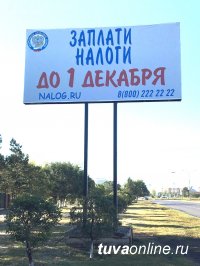 ЗАПЛАТИ
НАЛОГИ
ДО 1 ДЕКАБРЯ
NALOG.RU 8(800) 222 22 22
tuvaonline.ru